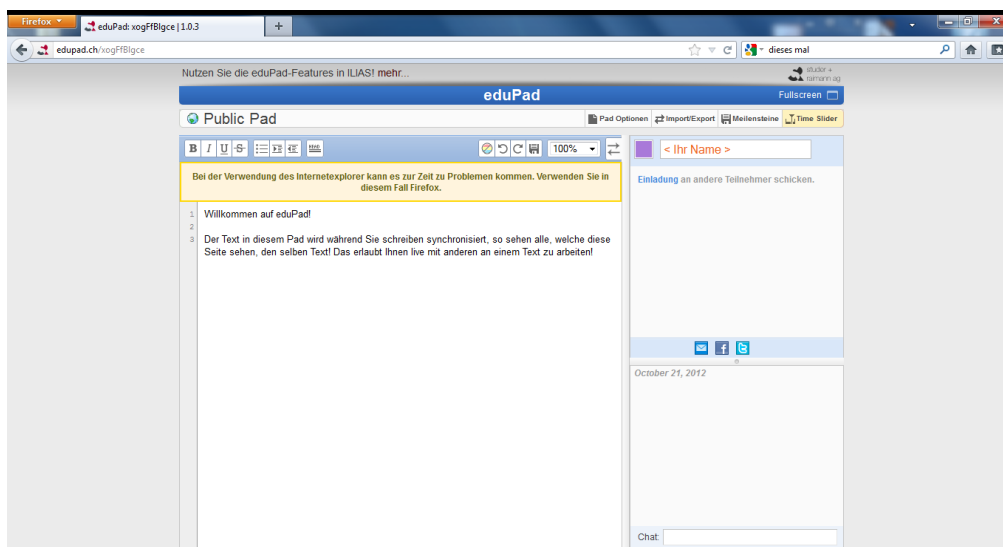 Firefox
eduPad: xogFfBIgce | 1.0.3
edupad.ch/xogFfBIgce
dieses mal
Nutzen Sie die eduPad-Features in ILIAS! mehr...
studer +
raimann ag
eduPad
Fullscreen
Public Pad
Pad Optionen
Import/Export
Meilensteine
Time Slider
B I U S
100%
< Ihr Name >
Bei der Verwendung des Internetexplorer kann es zur Zeit zu Problemen kommen. Verwenden Sie in
diesem Fall Firefox.
Einladung an andere Teilnehmer schicken.
1 Willkommen auf eduPad!
2
3 Der Text in diesem Pad wird während Sie schreiben synchronisiert, so sehen alle, welche diese
Seite sehen, den selben Text! Das erlaubt Ihnen live mit anderen an einem Text zu arbeiten!
October 21, 2012
Chat: